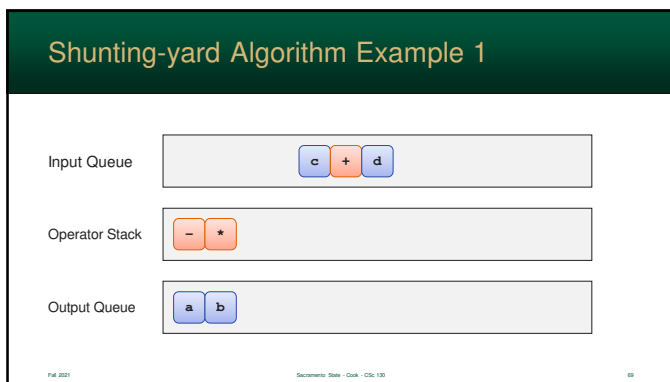 Shunting-yard Algorithm Example 1
Input Queue c + d
Operator Stack - *
Output Queue a b
Fall 2021 Sacramento State - Cook - CSc 130 69